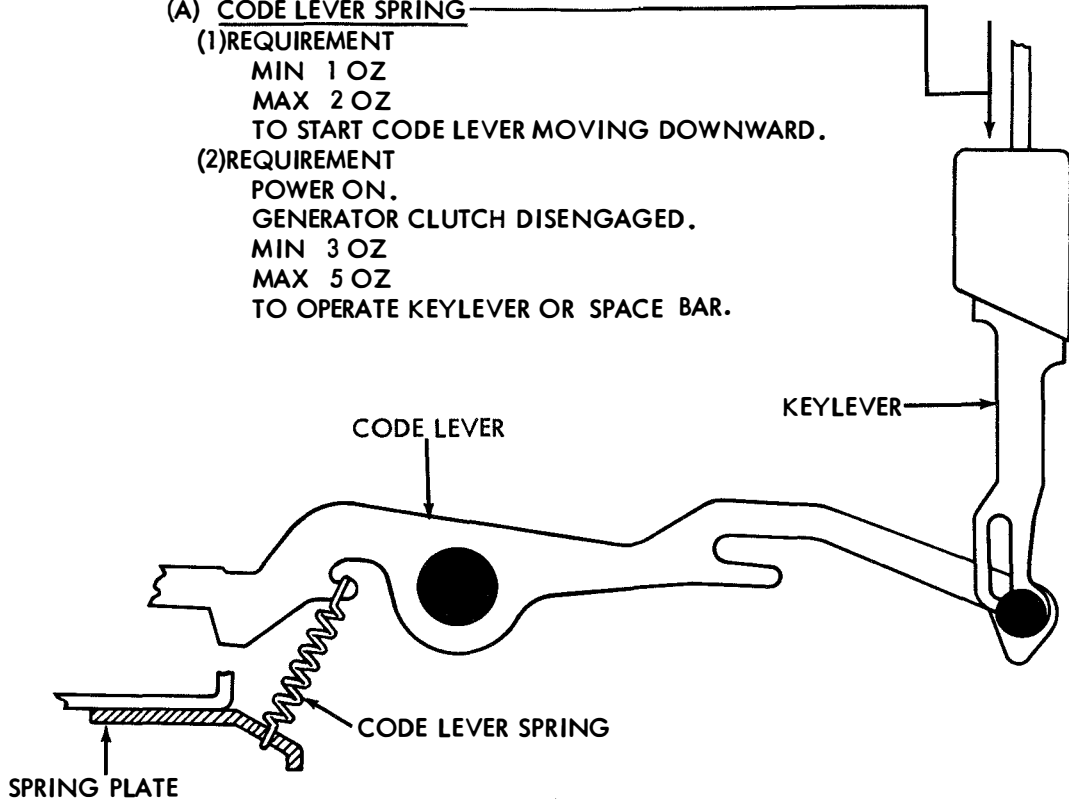 (A) CODE LEVER SPRING
(1)REQUIREMENT
MIN 1 OZ
MAX 2 OZ
TO START CODE LEVER MOVING DOWNWARD.
(2)REQUIREMENT
POWER ON.
GENERATOR CLUTCH DISENGAGED.
MIN 3 OZ
MAX 5 OZ
TO OPERATE KEYLEVER OR SPACE BAR.
KEYLEVER
CODE LEVER
CODE LEVER SPRING
SPRING PLATE